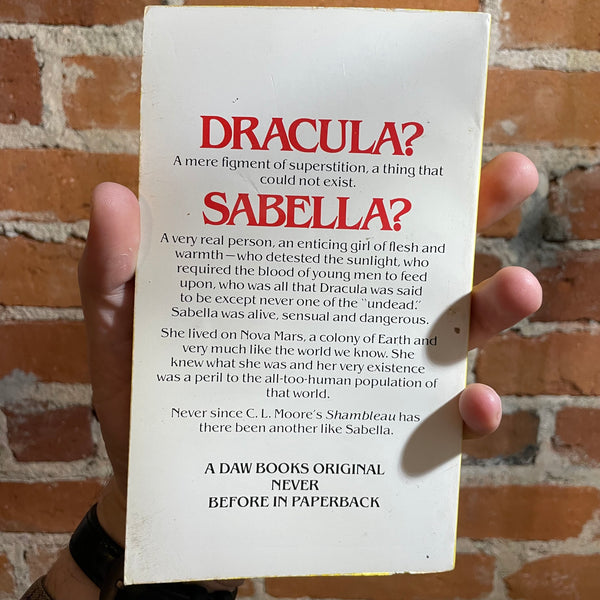 DRACULA?
A mere figment of superstition, a thing that
could not exist.
SABELLA?
A very real person, an enticing girl of flesh and
warmth—who detested the sunlight, who
required the blood of young men to feed
upon, who was all that Dracula was said
to be except never one of the “undead.”
Sabella was alive, sensual and dangerous.
She lived on Nova Mars, a colony of Earth and
very much like the world we know. She
knew what she was and her very existence
was a peril to the all-too-human population of
that world.
Never since C. L. Moore's Shambleau has
there been another like Sabella.
A DAW BOOKS ORIGINAL
NEVER
BEFORE IN PAPERBACK